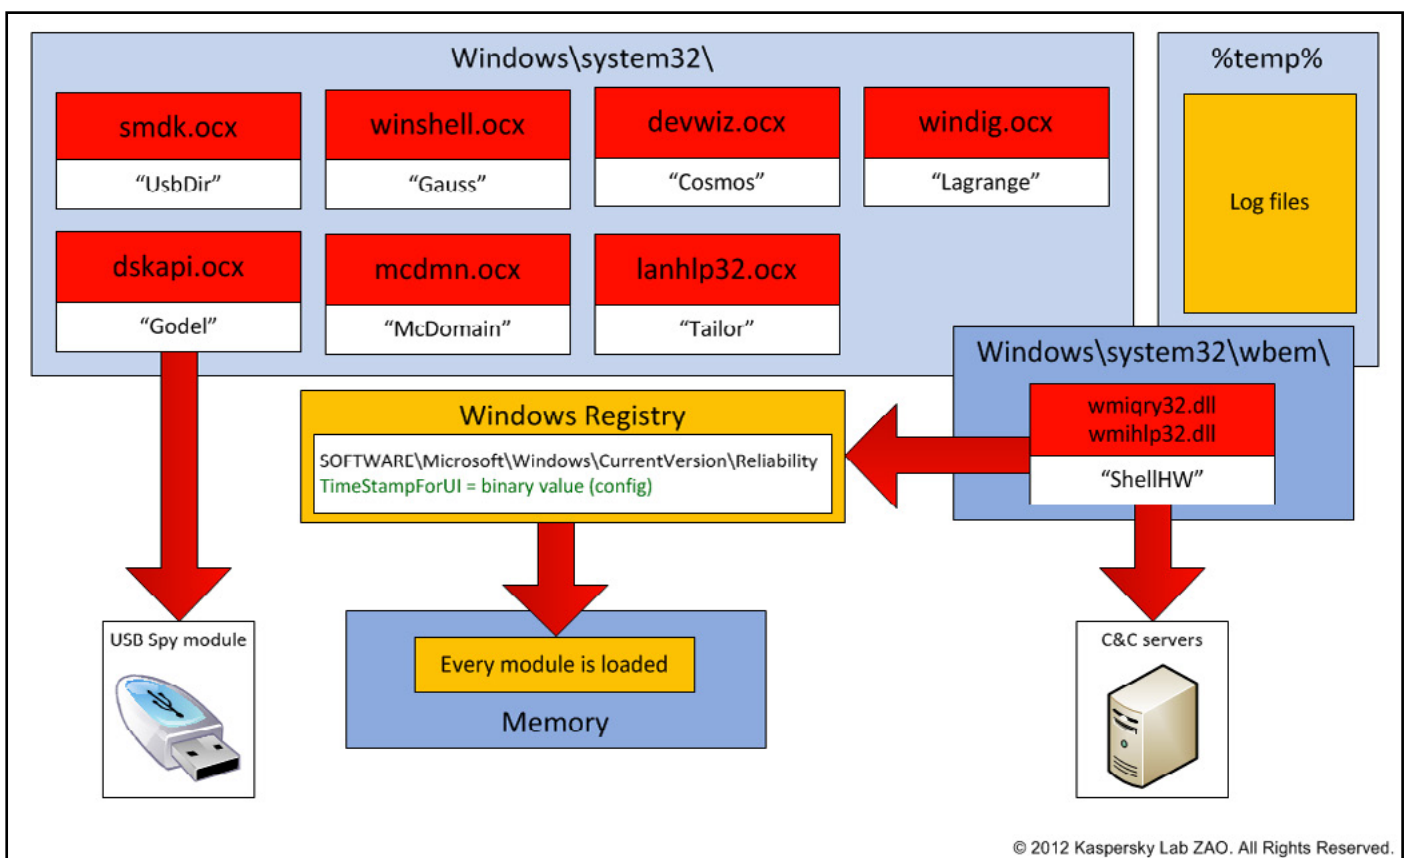 Windows\system32\
%temp%
smdk.ocx
“UsbDir”
winshell.ocx
“Gauss”
devwiz.ocx
“Cosmos”
windig.ocx
“Lagrange”
Log files
dskapi.ocx
“Godel”
mcdmn.ocx
“McDomain”
lanhlp32.ocx
“Tailor”
Windows\system32\wbem\
wmiqry32.dll
wmihlp32.dll
“ShellHW”
Windows Registry
SOFTWARE\Microsoft\Windows\CurrentVersion\Reliability
TimeStampForUI = binary value (config)
USB Spy module
Every module is loaded
Memory
C&C servers
© 2012 Kaspersky Lab ZAO. All Rights Reserved.